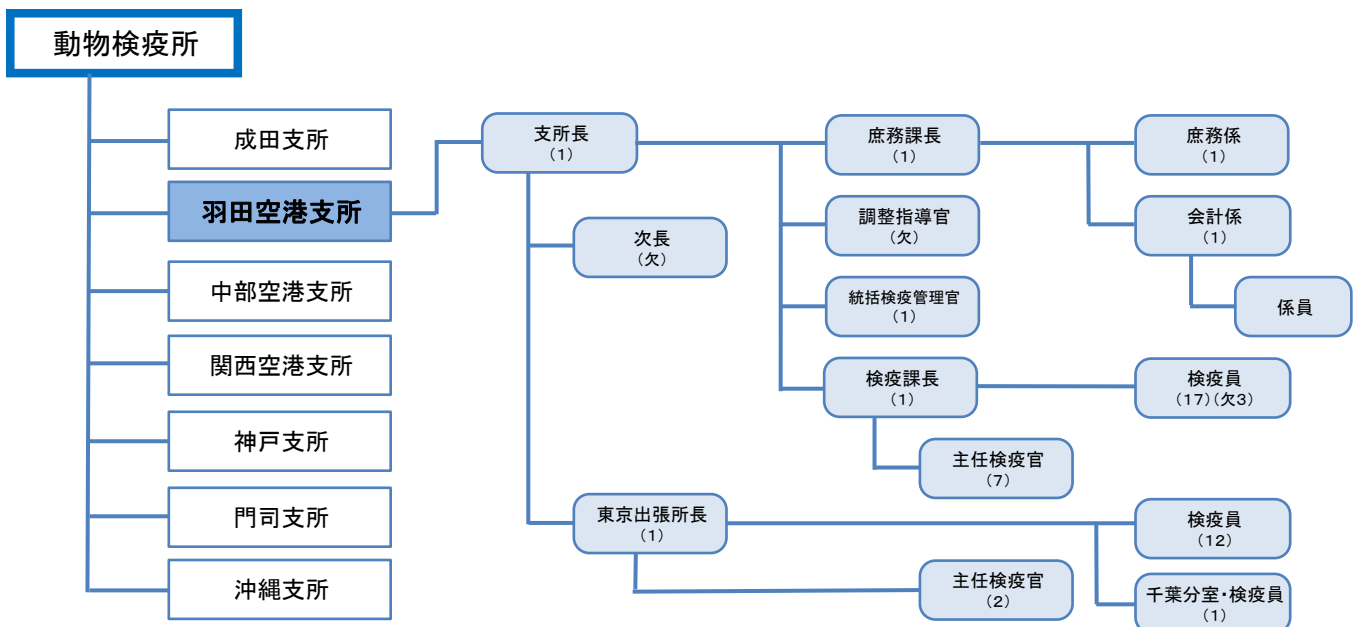 動物検疫所
成田支所
羽田空港支所
中部空港支所
関西空港支所
神戸支所
門司支所
沖縄支所
支所長
(1)
次長
(欠)
東京出張所長
(1)
庶務課長
(1)
調整指導官
(欠)
統括検疫管理官
(1)
検疫課長
(1)
主任検疫官
(7)
主任検疫官
(2)
庶務係
(1)
会計係
(1)
係員
検疫員
(17)(欠3)
検疫員
(12)
千葉分室・検疫員
(1)